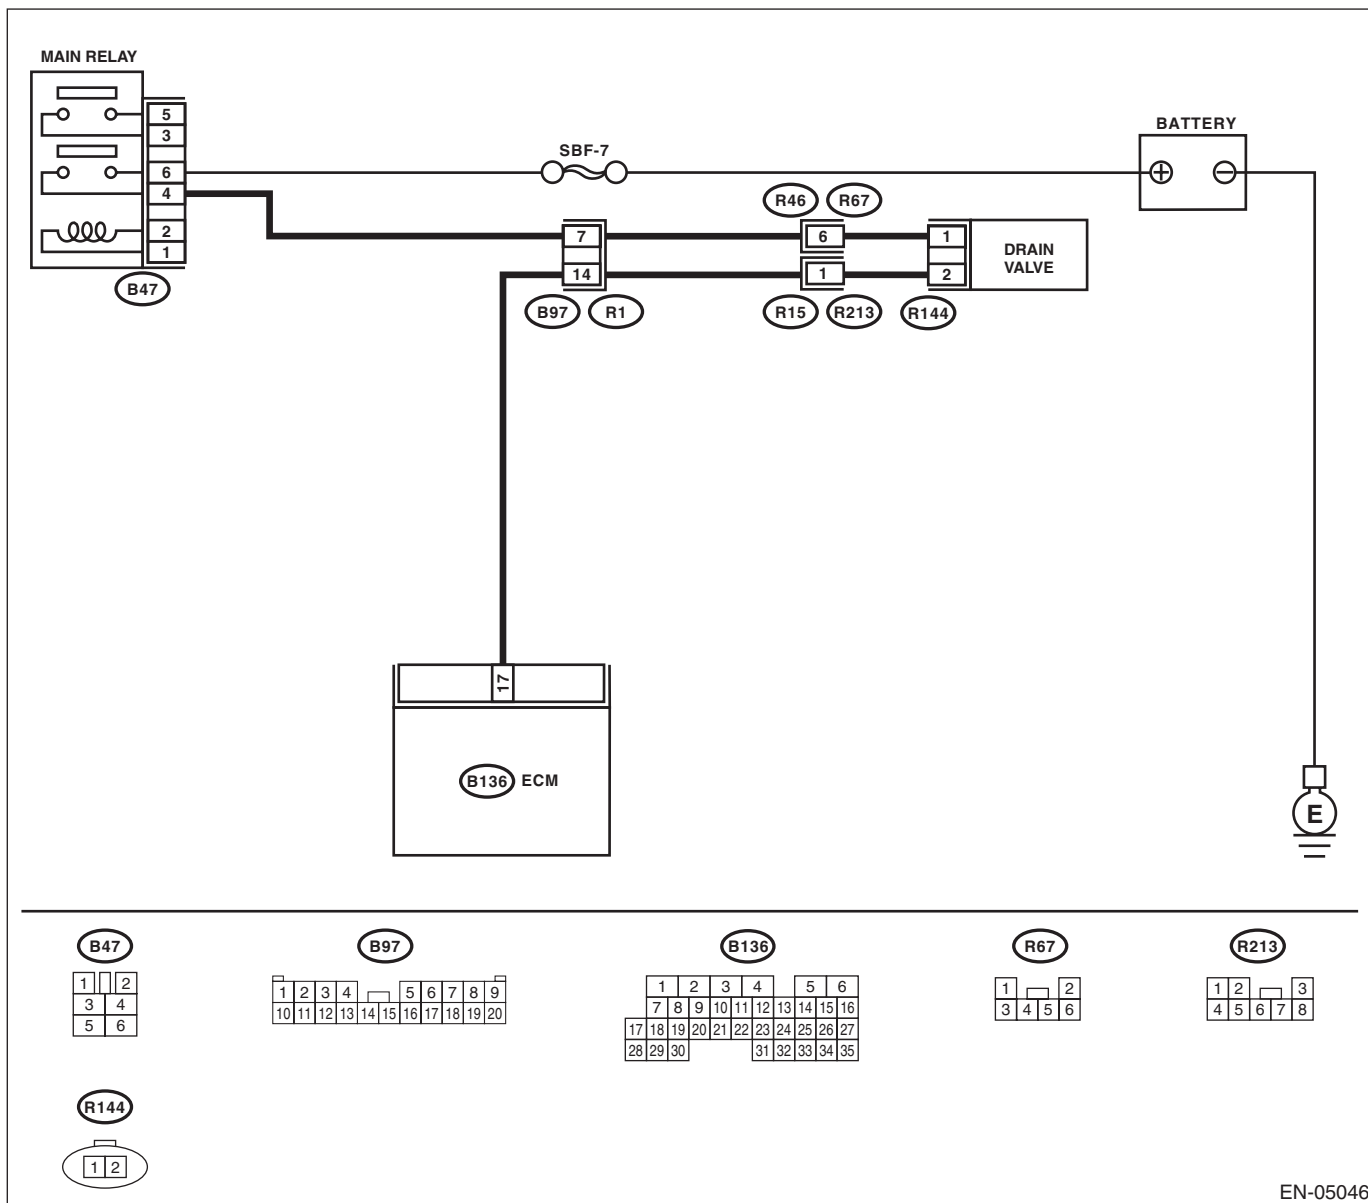 MAIN RELAY
5
3
6
4
2
1
B47
SBF-7
BATTERY
R46 R67
7
6
1
DRAIN
VALVE
14
1
2
B97 R1
R15 R213 R144
17
B136 ECM
E
B47
1 2
3 4
5 6
B97
1 2 3 4 5 6 7 8 9
10 11 12 13 14 15 16 17 18 19 20
B136
1 2 3 4 5 6
7 8 9 10 11 12 13 14 15 16
17 18 19 20 21 22 23 24 25 26 27
28 29 30 31 32 33 34 35
R67
1 2
3 4 5 6
R213
1 2 3
4 5 6 7 8
R144
1 2
EN-05046